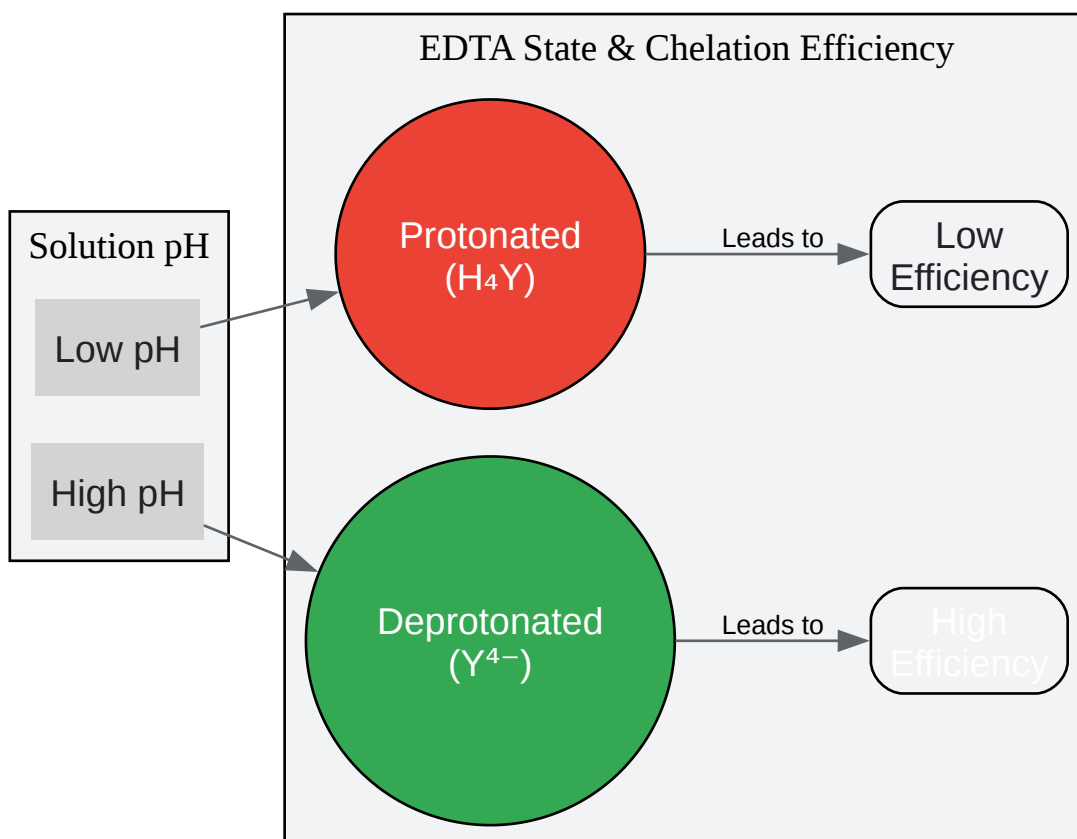 EDTA State & Chelation Efficiency
Solution pH
Low pH
High pH
Protonated
(H₄Y)
Leads to
Low
Efficiency
Deprotonated
(Y⁴⁻)
Leads to
High
Efficiency